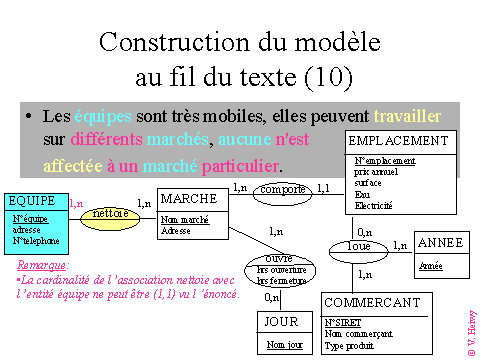 Construction du modèle
au fil du texte (10)
• Les équipes sont très mobiles, elles peuvent travailler
sur différents marchés, aucune n'est
affectée à un marché particulier.
EMPLACEMENT
N°emplacement
prix annuel
surface
Eau
Electricité
EQUIPE
N°équipe
adresse
N°telephone
1,n
nettoie
1,n
MARCHE
Nom marché
Adresse
1,n
comporte
1,1
Remarque:
•La cardinalité de l'association nettoie avec
l'entité équipe ne peut être (1,1) vu l'énoncé.
1,n
ouvre
hrs ouverture
hrs fermeture
0,n
JOUR
Nom jour
0,n
loue
1,n
1,n
ANNEE
Année
COMMERCANT
N°SIRET
Nom commerçant
Type produit
© V. Heiwy